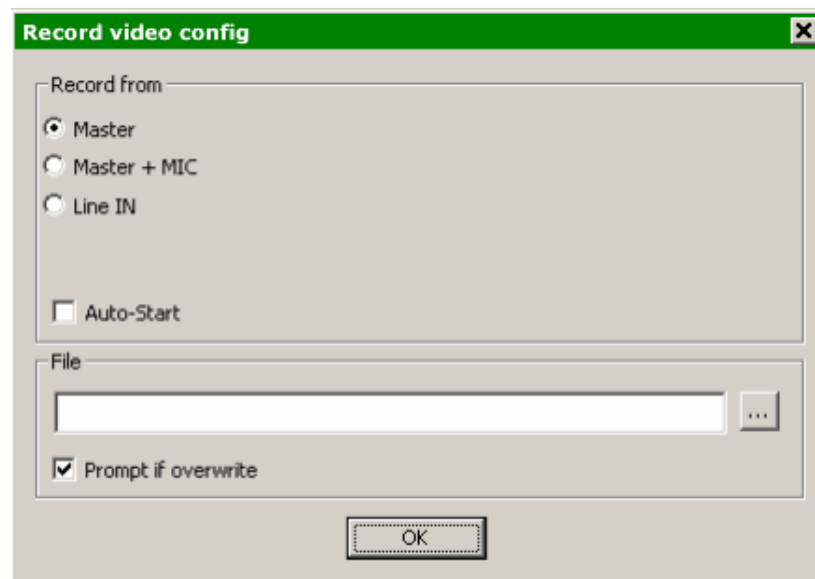 Record video config
Record from
Master
Master + MIC
Line IN
Auto-Start
File
...
Prompt if overwrite
OK